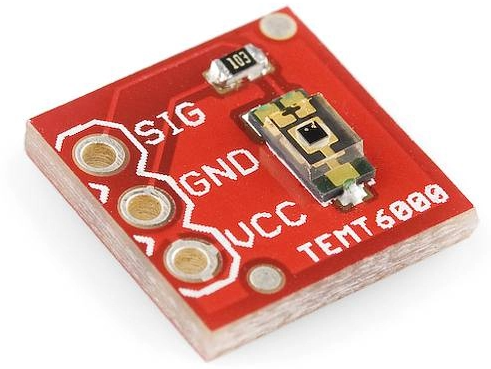 103
SIG
GND
VCC
TEMT6000